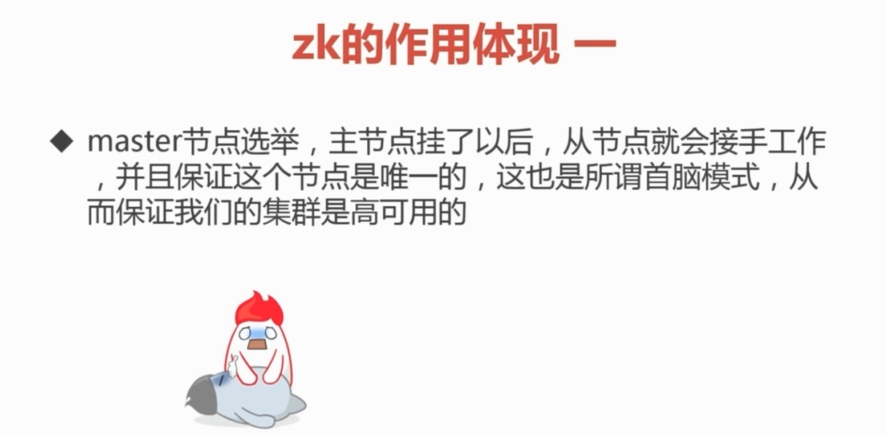 zk的作用体现 一
◆ master节点选举，主节点挂了以后，从节点就会接手工作
，并且保证这个节点是唯一的，这也是所谓首脑模式，从
而保证我们的集群是高可用的